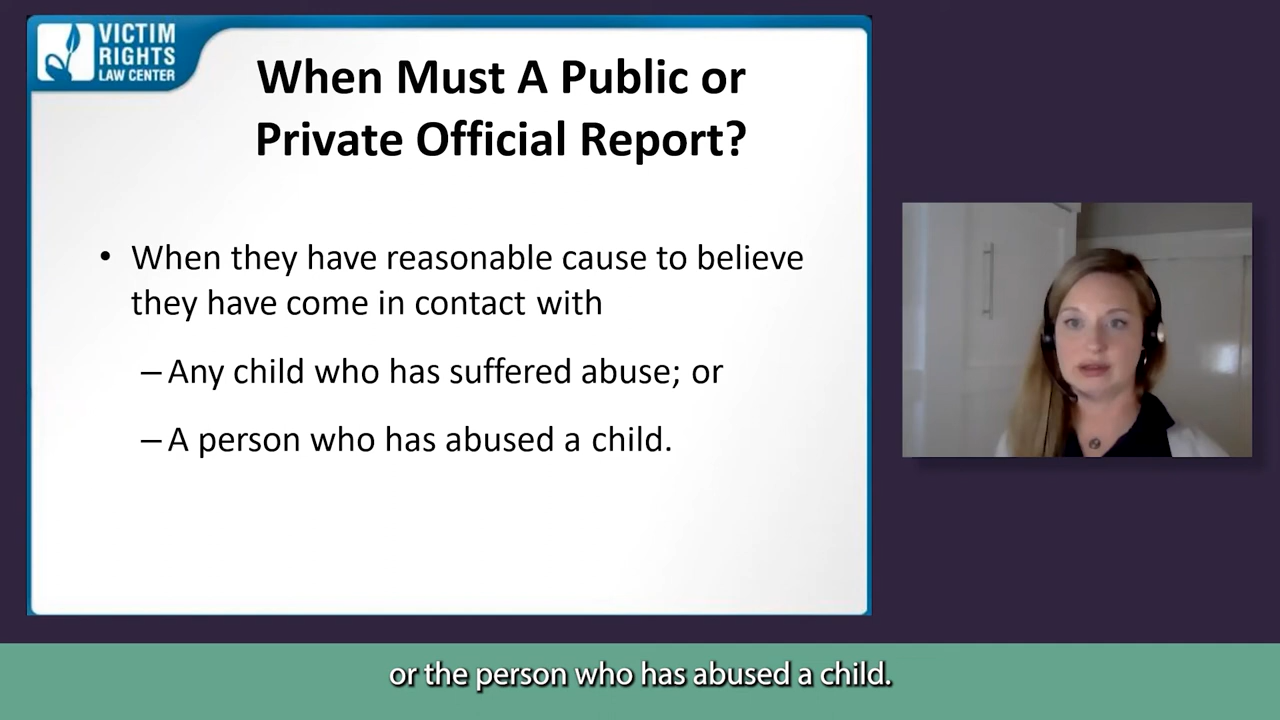 VICTIM
RIGHTS
LAW CENTER
When Must A Public or
Private Official Report?
• When they have reasonable cause to believe
they have come in contact with
– Any child who has suffered abuse; or
– A person who has abused a child.
or the person who has abused a child.